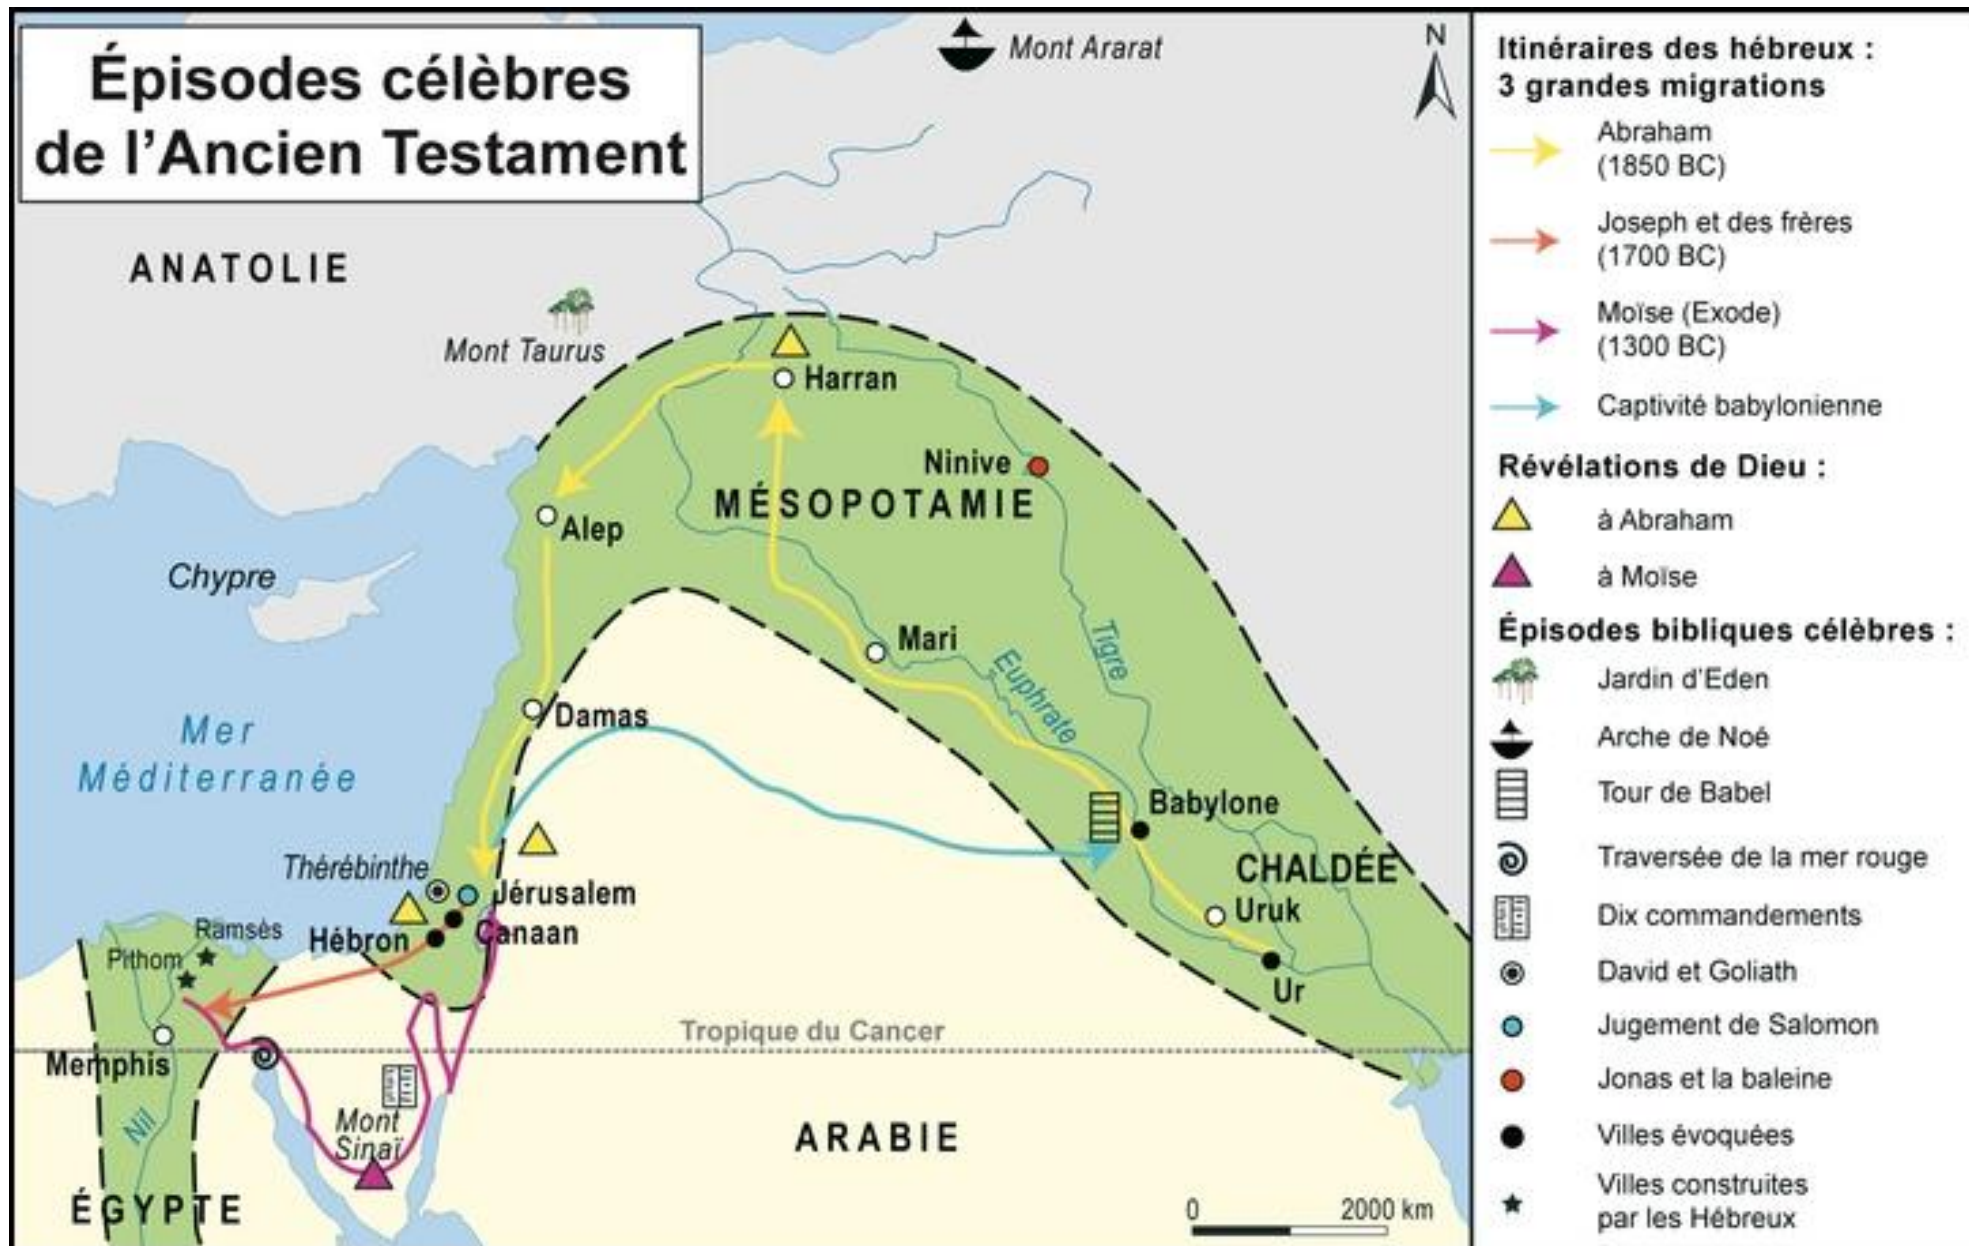 Épisodes célèbres
de l'Ancien Testament
Mont Ararat
N
ANATOLIE
Mont Taurus
Harran
Ninive
MÉSOPOTAMIE
Alep
Chypre
Mari
Tigre
Euphrate
Damas
Mer
Méditerranée
Babylone
CHALDÉE
Thérébinthe
Jérusalem
Uruk
Canaan
Hébron
Ramsès
Pithom
Ur
Tropique du Cancer
Memphis
Nil
Mont
Sinaï
ARABIE
ÉGYPTE
0 2000 km
Itinéraires des hébreux :
3 grandes migrations
Abraham
(1850 BC)
Joseph et des frères
(1700 BC)
Moïse (Exode)
(1300 BC)
Captivité babylonienne
Révélations de Dieu :
à Abraham
à Moïse
Épisodes bibliques célèbres :
Jardin d'Eden
Arche de Noé
Tour de Babel
Traversée de la mer rouge
Dix commandements
David et Goliath
Jugement de Salomon
Jonas et la baleine
Villes évoquées
Villes construites
par les Hébreux